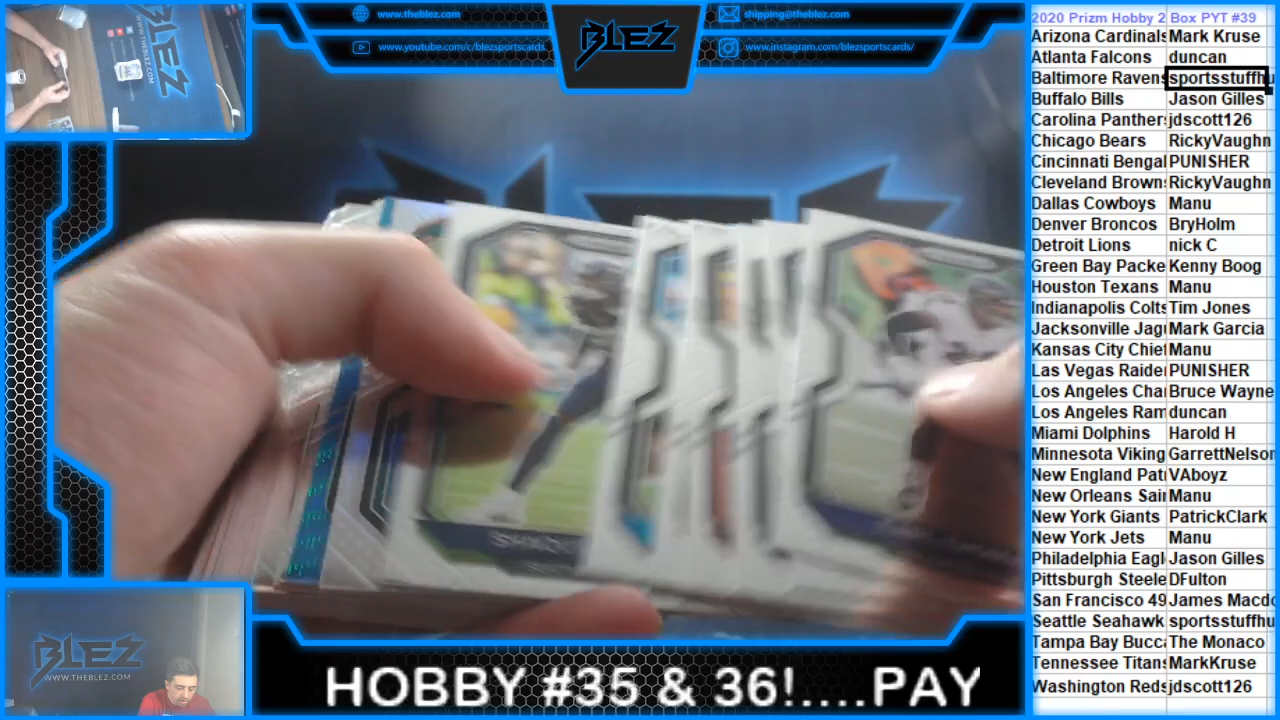 www.theblez.com
shipping@theblez.com
BLEZ
www.youtube.com/c/blezsportscards
www.instagram.com/blezsportscards/
2020 Prizm Hobby 2 Box PYT #39
Arizona Cardinals Mark Kruse
Atlanta Falcons duncan
Baltimore Ravens sportsstuffhu
Buffalo Bills Jason Gilles
Carolina Panthers jdscott126
Chicago Bears RickyVaughn
Cincinnati Bengal PUNISHER
Cleveland Browns RickyVaughn
Dallas Cowboys Manu
Denver Broncos BryHolm
Detroit Lions nick C
Green Bay Packe Kenny Boog
Houston Texans Manu
Indianapolis Colts Tim Jones
Jacksonville Jagu Mark Garcia
Kansas City Chief Manu
Las Vegas Raider PUNISHER
Los Angeles Char Bruce Wayne
Los Angeles Ram duncan
Miami Dolphins Harold H
Minnesota Viking GarrettNelson
New England Patr VAboyz
New Orleans Sain Manu
New York Giants PatrickClark
New York Jets Manu
Philadelphia Eagl Jason Gilles
Pittsburgh Steele DFulton
San Francisco 49 James Macdo
Seattle Seahawk sportsstuffhu
Tampa Bay Bucca The Monaco
Tennessee Titans MarkKruse
Washington Reds jdscott126
BLEZ
WWW.THEBLEZ.COM
BLEZ
WWW.THEBLEZ.COM
HOBBY #35 & 36!....PAY